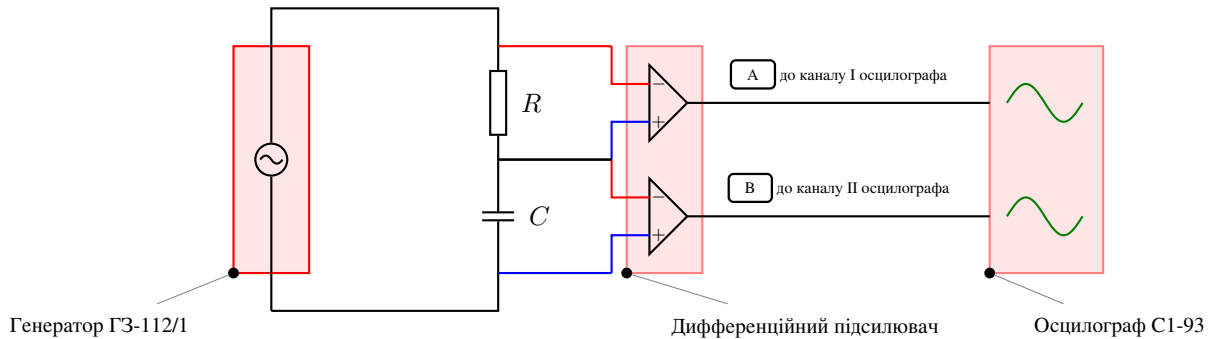 A до каналу I осцилографа
R
−
+
B до каналу II осцилографа
C
−
+
Генератор ГЗ-112/1
Дифференційний підсилювач
Осцилограф С1-93